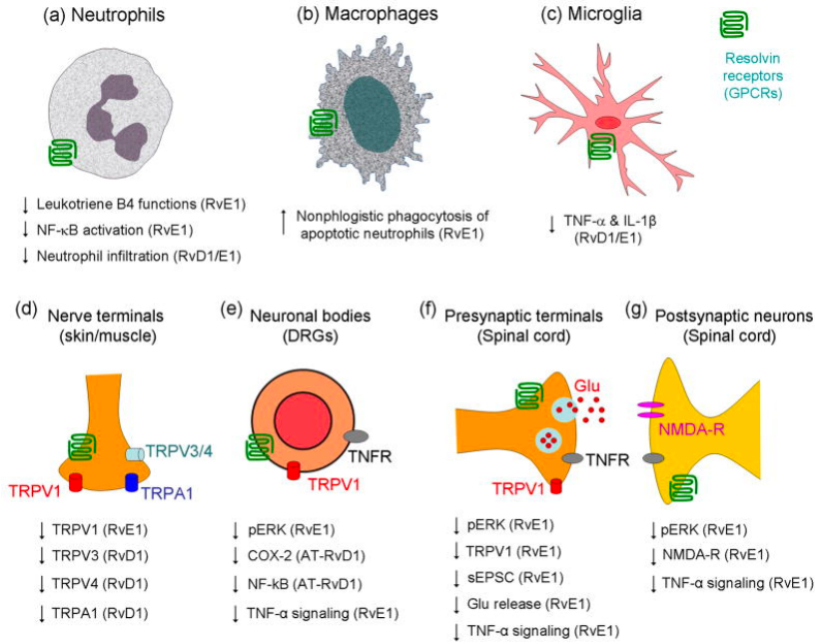 (a) Neutrophils
(b) Macrophages
(c) Microglia
Resolvin
receptors
(GPCRs)
↓ Leukotriene B4 functions (RvE1)
↓ NF-κB activation (RvE1)
↓ Neutrophil infiltration (RvD1/E1)
↑ Nonphlogistic phagocytosis of
apoptotic neutrophils (RvE1)
↓ TNF-α & IL-1β
(RvD1/E1)
(d) Nerve terminals
(skin/muscle)
TRPV3/4
TRPV1
TRPA1
↓ TRPV1 (RvE1)
↓ TRPV3 (RvD1)
↓ TRPV4 (RvD1)
↓ TRPA1 (RvD1)
(e) Neuronal bodies
(DRGs)
TNFR
TRPV1
↓ pERK (RvE1)
↓ COX-2 (AT-RvD1)
↓ NF-kB (AT-RvD1)
↓ TNF-α signaling (RvE1)
(f) Presynaptic terminals
(Spinal cord)
Glu
TNFR
TRPV1
↓ pERK (RvE1)
↓ TRPV1 (RvE1)
↓ sEPSC (RvE1)
↓ Glu release (RvE1)
↓ TNF-α signaling (RvE1)
(g) Postsynaptic neurons
(Spinal cord)
NMDA-R
↓ pERK (RvE1)
↓ NMDA-R (RvE1)
↓ TNF-α signaling (RvE1)